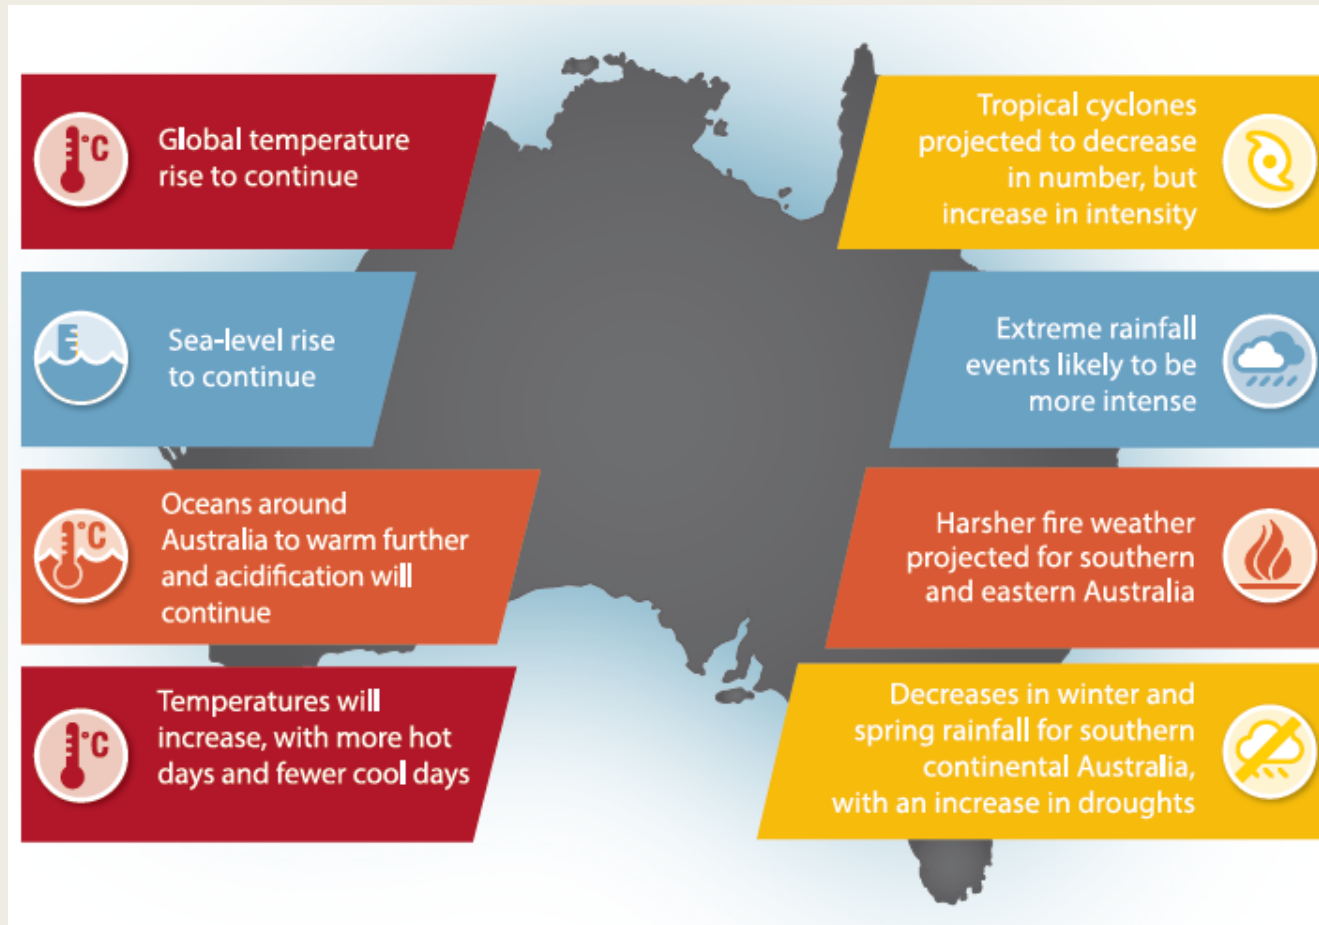 Global temperature
rise to continue
Sea-level rise
to continue
Oceans around
Australia to warm further
and acidification will
continue
Temperatures will
increase, with more hot
days and fewer cool days
Tropical cyclones
projected to decrease
in number, but
increase in intensity
Extreme rainfall
events likely to be
more intense
Harsher fire weather
projected for southern
and eastern Australia
Decreases in winter and
spring rainfall for southern
continental Australia,
with an increase in droughts
°C
°C
°C